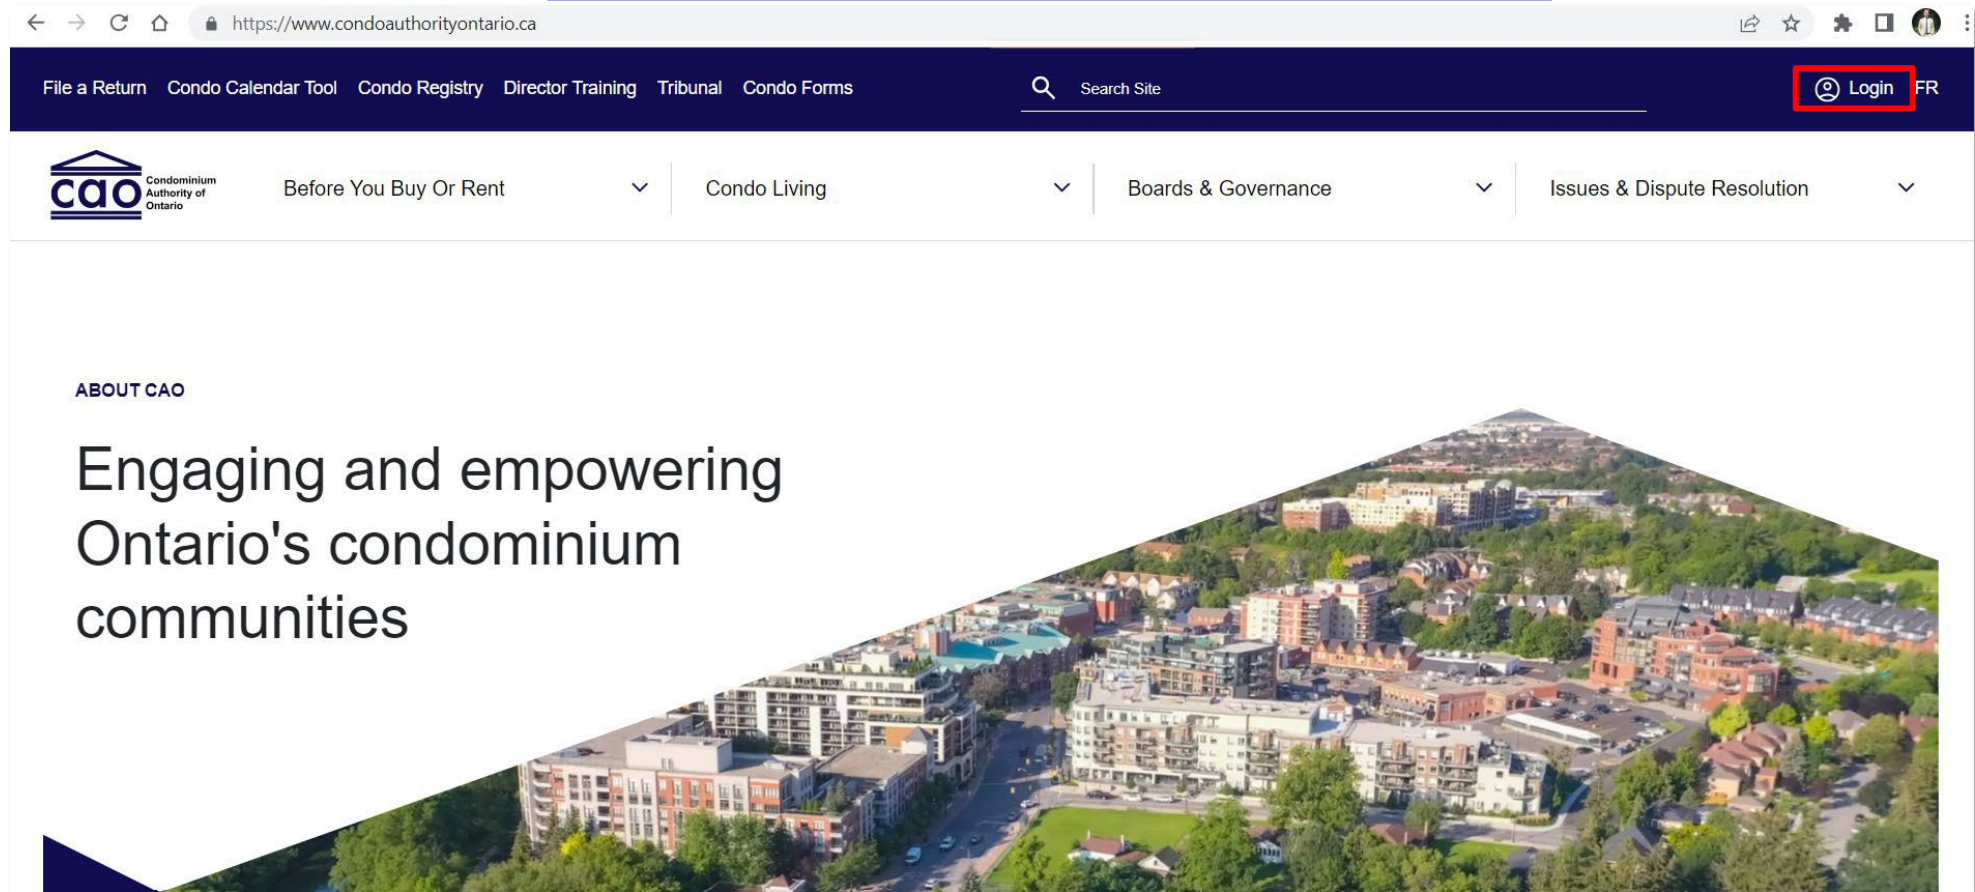 https://www.condoauthorityontario.ca
File a Return Condo Calendar Tool Condo Registry Director Training Tribunal Condo Forms Search Site Login FR
cao Condominium
Authority of
Ontario
Before You Buy Or Rent Condo Living Boards & Governance Issues & Dispute Resolution
ABOUT CAO
Engaging and empowering
Ontario's condominium
communities